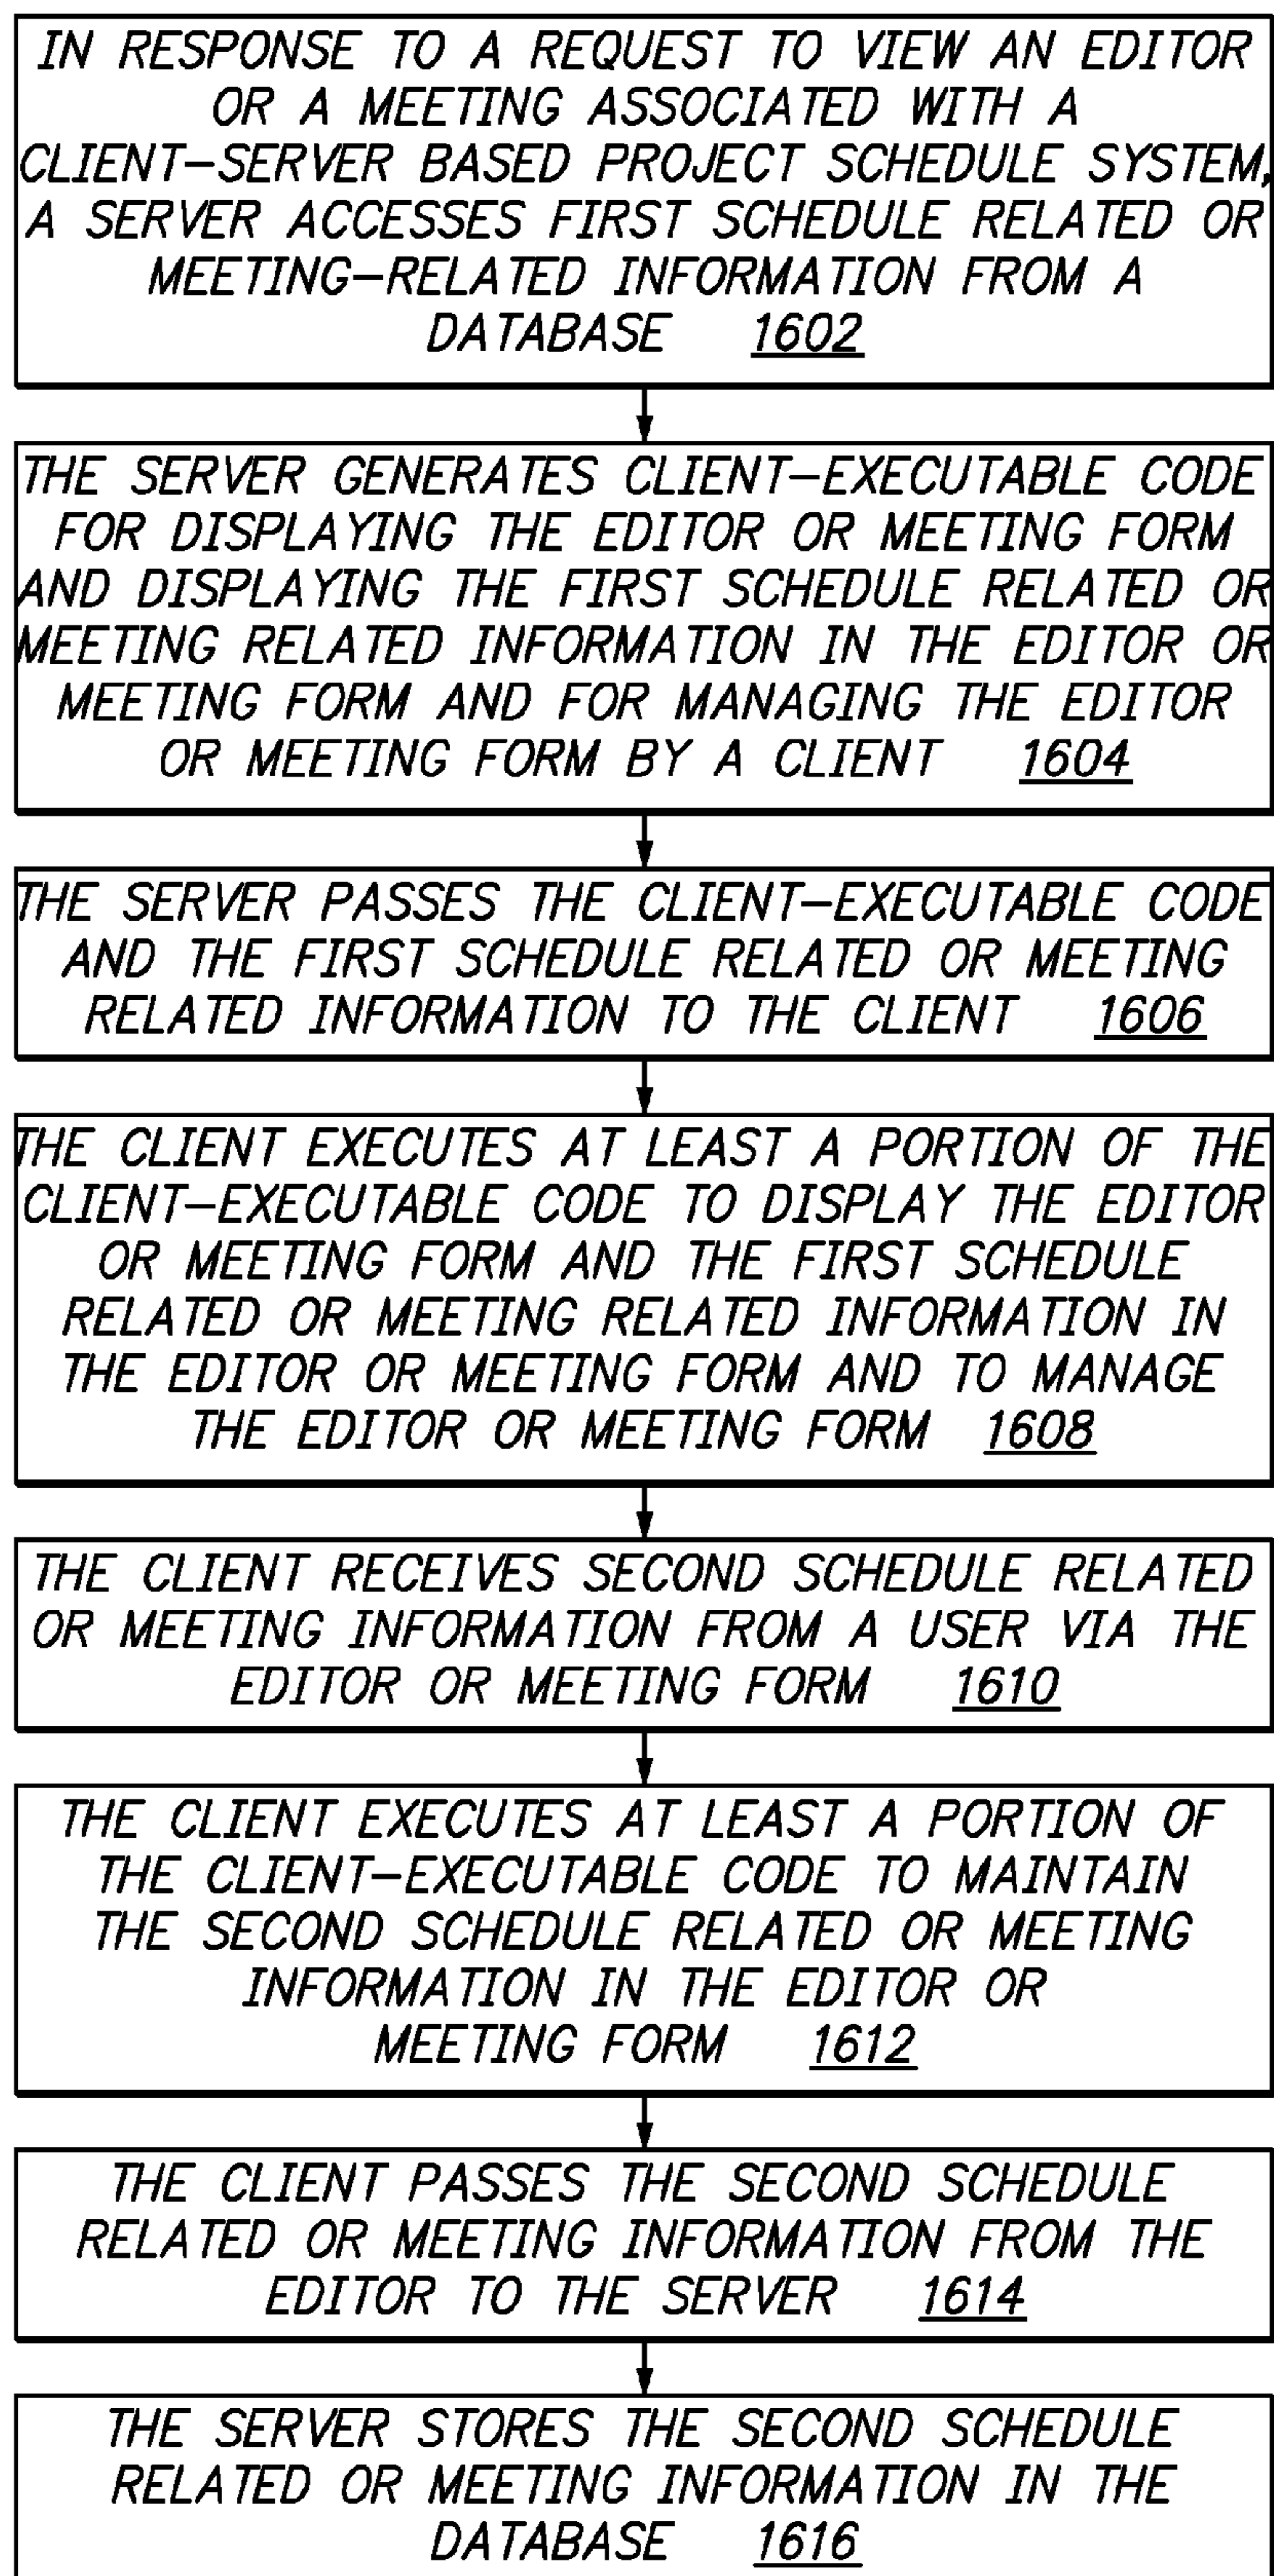 IN RESPONSE TO A REQUEST TO VIEW AN EDITOR
OR A MEETING ASSOCIATED WITH A
CLIENT-SERVER BASED PROJECT SCHEDULE SYSTEM,
A SERVER ACCESSES FIRST SCHEDULE RELATED OR
MEETING-RELATED INFORMATION FROM A
DATABASE 1602
THE SERVER GENERATES CLIENT-EXECUTABLE CODE
FOR DISPLAYING THE EDITOR OR MEETING FORM
AND DISPLAYING THE FIRST SCHEDULE RELATED OR
MEETING RELATED INFORMATION IN THE EDITOR OR
MEETING FORM AND FOR MANAGING THE EDITOR
OR MEETING FORM BY A CLIENT 1604
THE SERVER PASSES THE CLIENT-EXECUTABLE CODE
AND THE FIRST SCHEDULE RELATED OR MEETING
RELATED INFORMATION TO THE CLIENT 1606
THE CLIENT EXECUTES AT LEAST A PORTION OF THE
CLIENT-EXECUTABLE CODE TO DISPLAY THE EDITOR
OR MEETING FORM AND THE FIRST SCHEDULE
RELATED OR MEETING RELATED INFORMATION IN
THE EDITOR OR MEETING FORM AND TO MANAGE
THE EDITOR OR MEETING FORM 1608
THE CLIENT RECEIVES SECOND SCHEDULE RELATED
OR MEETING INFORMATION FROM A USER VIA THE
EDITOR OR MEETING FORM 1610
THE CLIENT EXECUTES AT LEAST A PORTION OF
THE CLIENT-EXECUTABLE CODE TO MAINTAIN
THE SECOND SCHEDULE RELATED OR MEETING
INFORMATION IN THE EDITOR OR
MEETING FORM 1612
THE CLIENT PASSES THE SECOND SCHEDULE
RELATED OR MEETING INFORMATION FROM THE
EDITOR TO THE SERVER 1614
THE SERVER STORES THE SECOND SCHEDULE
RELATED OR MEETING INFORMATION IN THE
DATABASE 1616